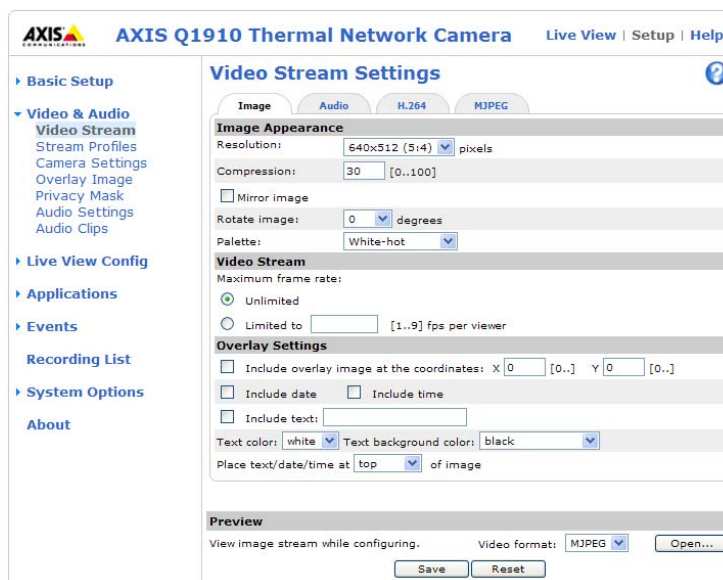 AXIS COMMUNICATIONS
AXIS Q1910 Thermal Network Camera
Live View | Setup | Help
Basic Setup
Video & Audio
Video Stream
Stream Profiles
Camera Settings
Overlay Image
Privacy Mask
Audio Settings
Audio Clips
Live View Config
Applications
Events
Recording List
System Options
About
Video Stream Settings
?
Image Audio H.264 MJPEG
Image Appearance
Resolution: 640x512 (5:4) pixels
Compression: 30 [0..100]
Mirror image
Rotate image: 0 degrees
Palette: White-hot
Video Stream
Maximum frame rate:
Unlimited
Limited to [1..9] fps per viewer
Overlay Settings
Include overlay image at the coordinates: X 0 [0..] Y 0 [0..]
Include date Include time
Include text:
Text color: white Text background color: black
Place text/date/time at top of image
Preview
View image stream while configuring. Video format: MJPEG Open...
Save Reset